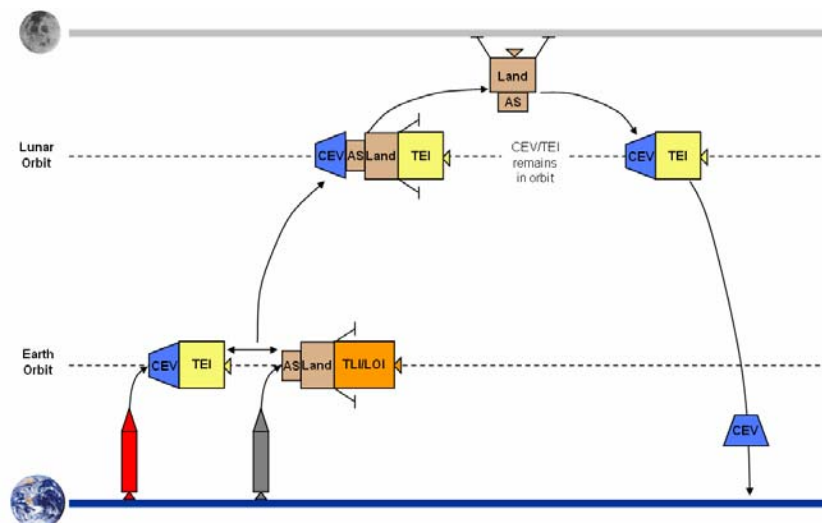 Land
AS
Lunar
Orbit
CEV
AS
Land
TEI
CEV/TEI
remains
in orbit
CEV
TEI
Earth
Orbit
CEV
TEI
AS
Land
TLI/LOI
CEV